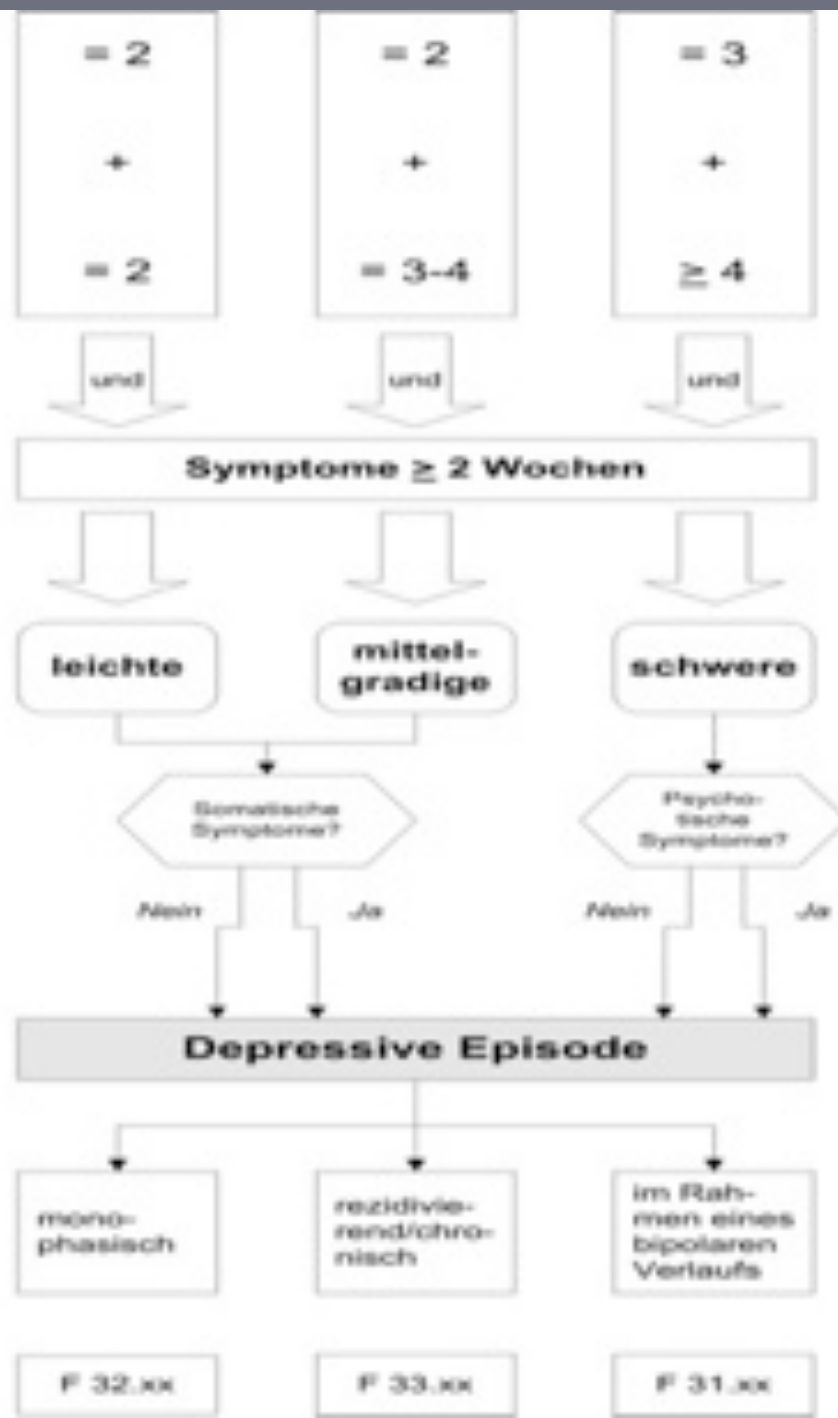 = 2
+
= 2
= 2
+
= 3-4
= 3
+
≥ 4
und
und
und
Symptome ≥ 2 Wochen
leichte
mittel-
gradige
schwere
Somatische
Symptome?
Psycho-
tische
Symptome?
Nein
Ja
Nein
Ja
Depressive Episode
mono-
phasisch
rezidivie-
rend/chro-
nisch
im Rah-
men eines
bipolaren
Verlaufs
F 32.xx
F 33.xx
F 31.xx